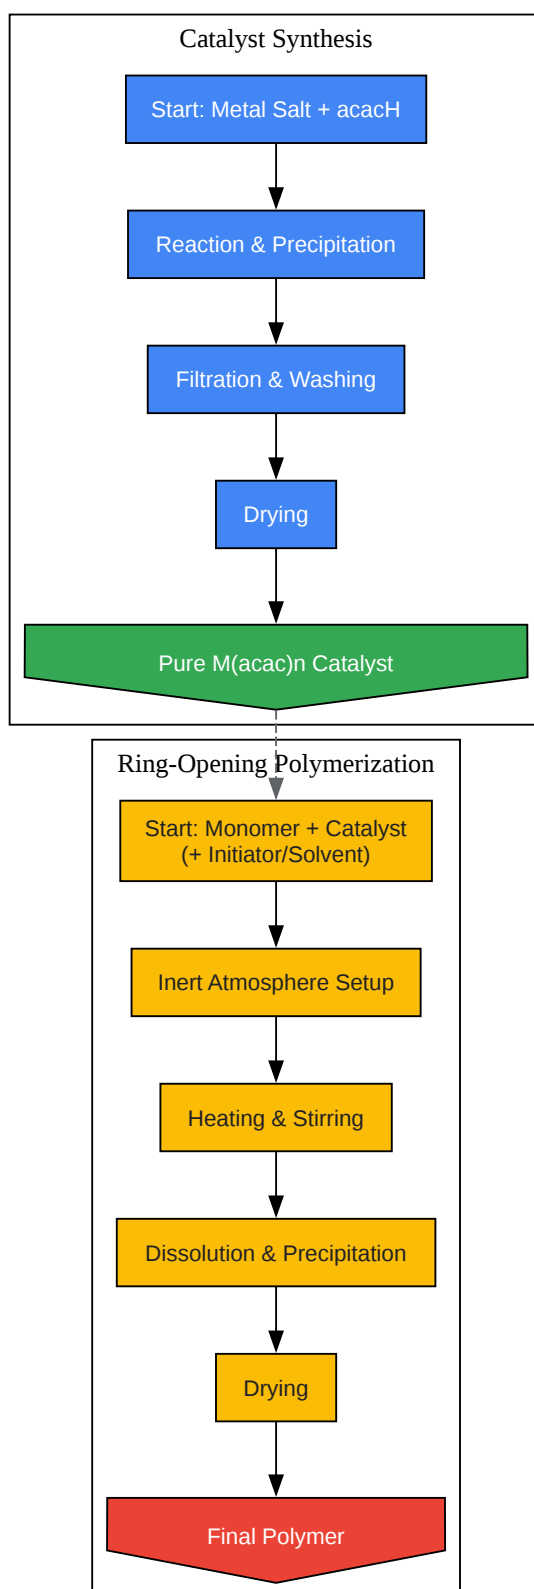 Catalyst Synthesis
Start: Metal Salt + acacH
Reaction & Precipitation
Filtration & Washing
Drying
Pure M(acac)n Catalyst
Ring-Opening Polymerization
Start: Monomer + Catalyst
(+ Initiator/Solvent)
Inert Atmosphere Setup
Heating & Stirring
Dissolution & Precipitation
Drying
Final Polymer